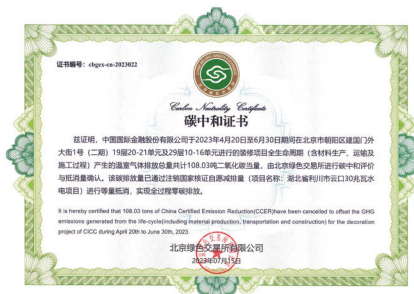 证书编号：cbgex-cn-2023022
Carbon Neutrality Certificate
碳中和证书
兹证明，中国国际金融股份有限公司于2023年4月20日至6月30日期间在北京市朝阳区建国门外
大街1号（二期）19层20-21单元及29层10-16单元进行的装修项目全生命周期（含材料生产、运输及
施工过程）产生的温室气体排放总量共计108.03吨二氧化碳当量，由北京绿色交易所进行碳中和评价
与抵消量确认。该碳排放量已通过注销国家核证自愿减排量（项目名称：湖北省利川市云口30兆瓦水
电项目）进行等量抵消，实现全过程零碳排放。
It is hereby certificated that 108.03 tons of China Certified Emission Reduction(CCER)have been cancelled to offset the GHG
emissions generated from the life-cycle(including material production, transportation and construction) for the decoration
project of CICC during April 20th to June 30th, 2023.
北京绿色交易所有限公司
2023年07月15日